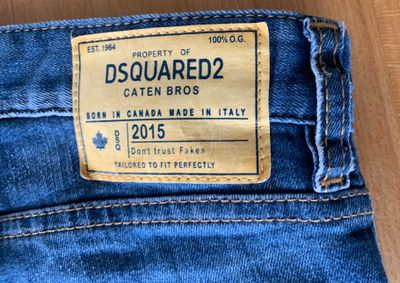 EST. 1964
100% O.G.
PROPERTY OF
DSQUARED2
CATEN BROS
BORN IN CANADA MADE IN ITALY
DSQ
2015
Don't trust Fakes
TAILORED TO FIT PERFECTLY